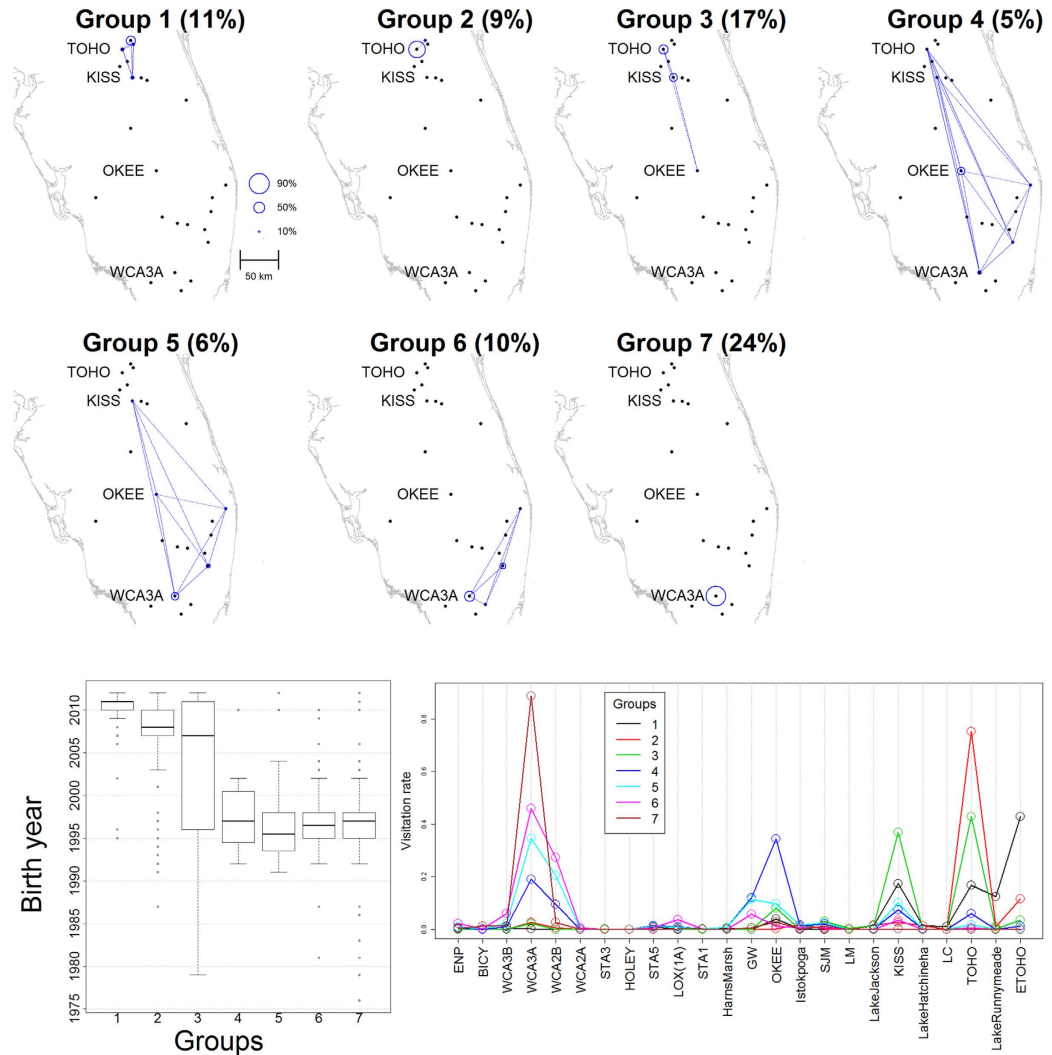 Group 1 (11%)
TOHO
KISS
OKEE
WCA3A
90%
50%
10%
50 km
Group 2 (9%)
TOHO
KISS
OKEE
WCA3A
Group 3 (17%)
TOHO
KISS
OKEE
WCA3A
Group 4 (5%)
TOHO
KISS
OKEE
WCA3A
Group 5 (6%)
TOHO
KISS
OKEE
WCA3A
Group 6 (10%)
TOHO
KISS
OKEE
WCA3A
Group 7 (24%)
TOHO
KISS
OKEE
WCA3A
Birth year
2010
2005
2000
1995
1990
1985
1980
1975
1 2 3 4 5 6 7
Groups
Visitation rate
0.8
0.6
0.4
0.2
0.0
Groups
1
2
3
4
5
6
7
ENP
BICY
WCA3B
WCA3A
WCA2B
WCA2A
STA3
HOLEY
STA5
LOX(1A)
STA1
HarnsMarsh
GW
OKEE
Istokpoga
SJM
LM
LakeJackson
KISS
LakeHatchineha
LC
TOHO
LakeRunnymeade
ETOHO